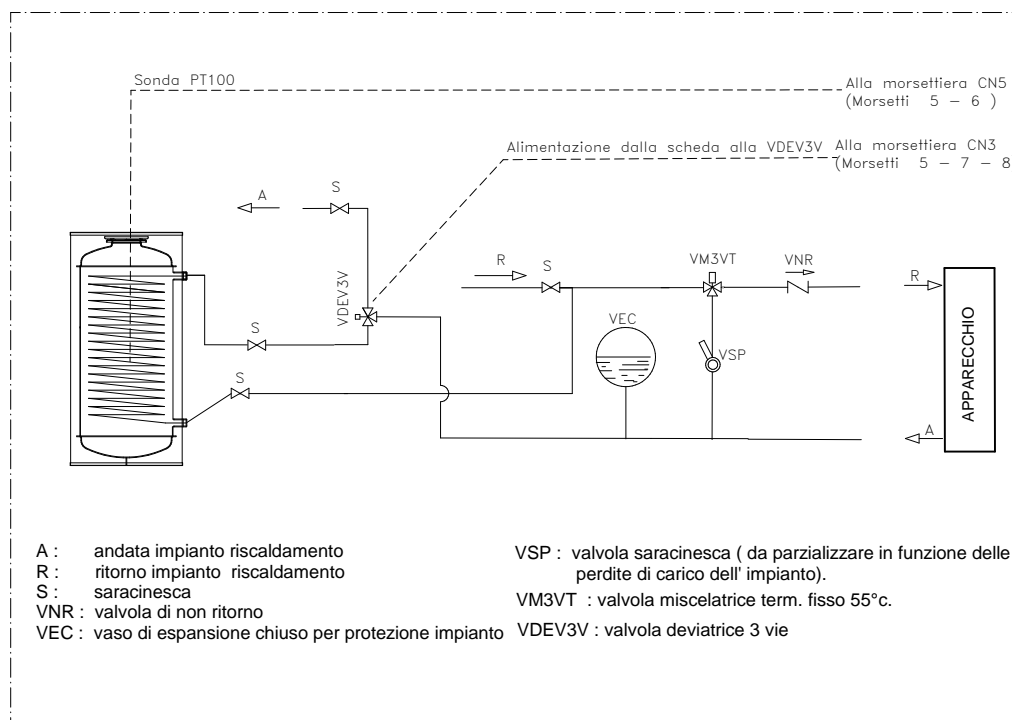 Sonda PT100
Alla morsettiera CN5
(Morsetti 5 - 6 )
Alimentazione dalla scheda alla VDEV3V
Alla morsettiera CN3
(Morsetti 5 - 7 - 8
A
S
R
S
VM3VT
VNR
R
VDEV3V
VEC
S
VSP
S
APPARECCHIO
A
A : andata impianto riscaldamento
R : ritorno impianto riscaldamento
S : saracinesca
VNR : valvola di non ritorno
VEC : vaso di espansione chiuso per protezione impianto
VSP : valvola saracinesca ( da parzializzare in funzione delle
perdite di carico dell' impianto).
VM3VT : valvola miscelatrice term. fisso 55°c.
VDEV3V : valvola deviatrice 3 vie